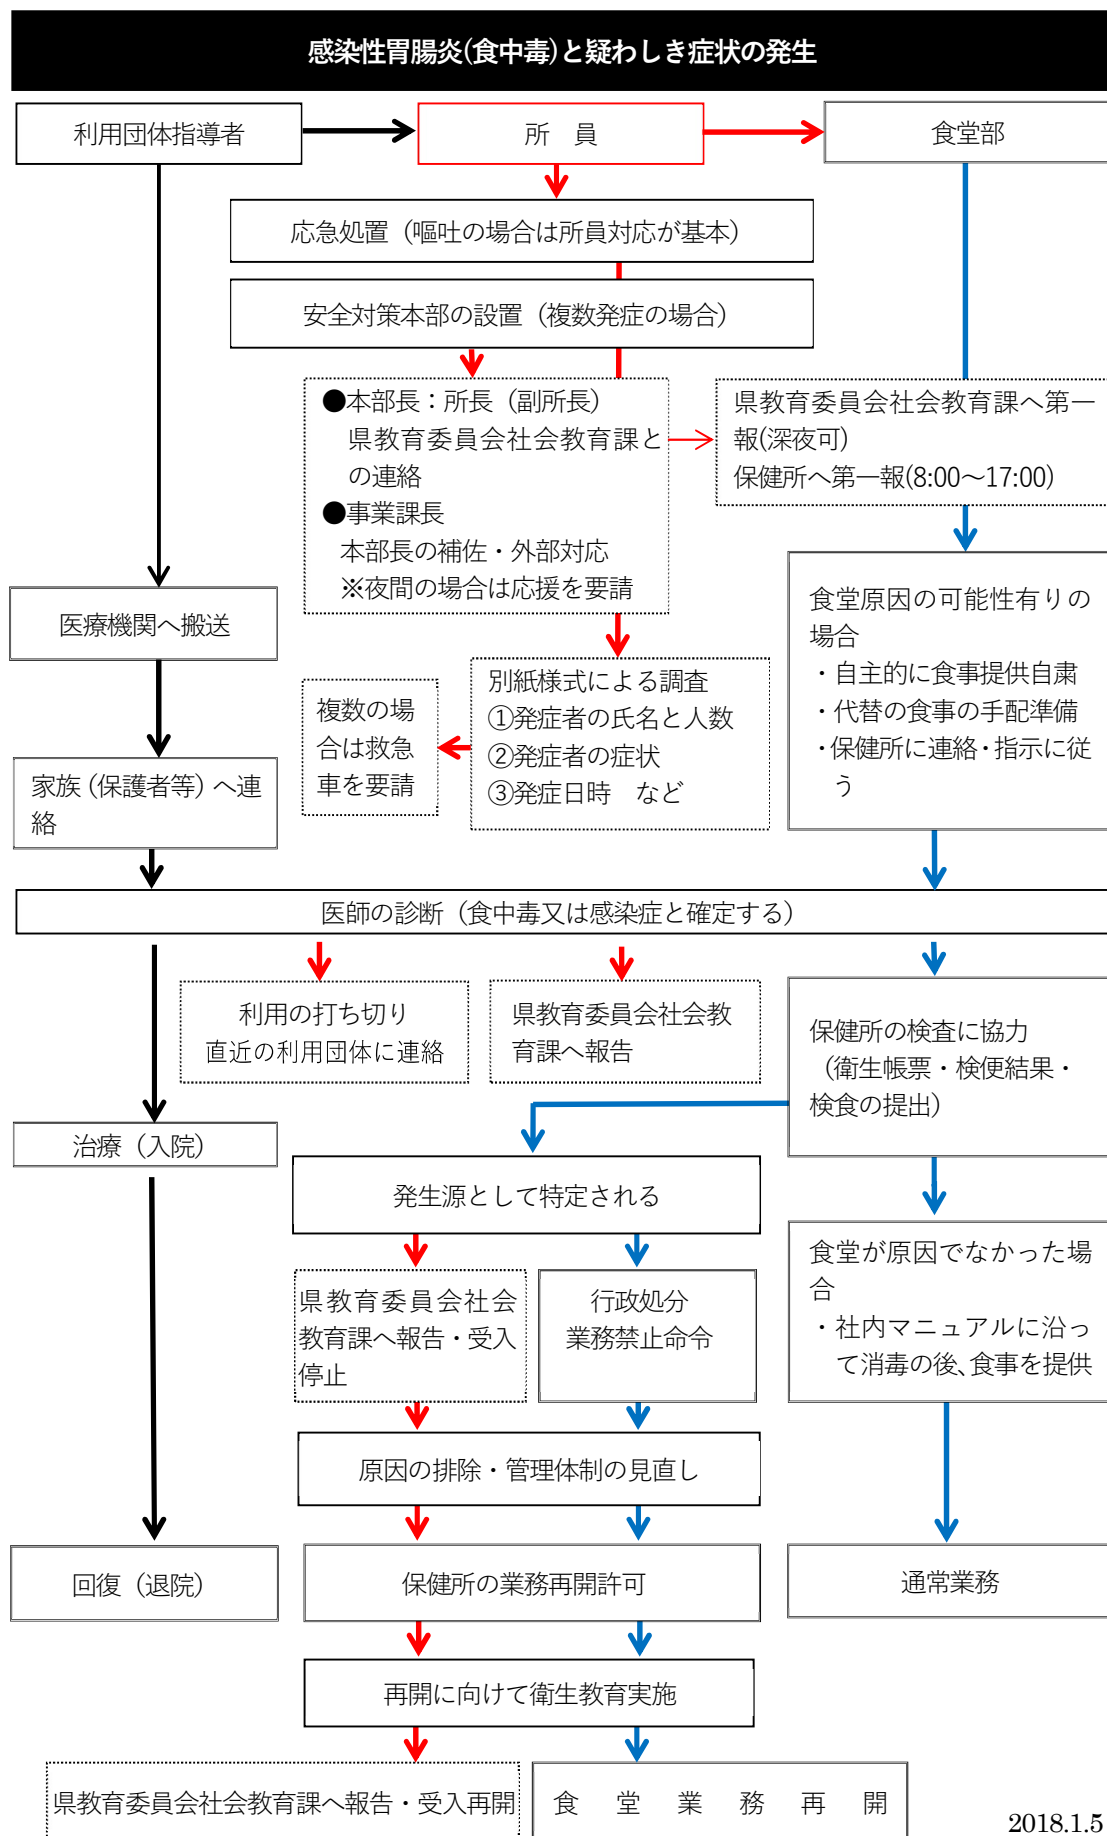 感染性胃腸炎(食中毒)と疑わしき症状の発生
利用団体指導者
所　員
食堂部
応急処置（嘔吐の場合は所員対応が基本）
安全対策本部の設置（複数発症の場合）
●本部長：所長（副所長）
県教育委員会社会教育課と
の連絡
●事業課長
本部長の補佐・外部対応
※夜間の場合は応援を要請
県教育委員会社会教育課へ第一
報(深夜可)
保健所へ第一報(8:00～17:00)
医療機関へ搬送
食堂原因の可能性有りの
場合
・自主的に食事提供自粛
・代替の食事の手配準備
・保健所に連絡・指示に従
う
複数の場
合は救急
車を要請
別紙様式による調査
①発症者の氏名と人数
②発症者の症状
③発症日時　など
家族（保護者等）へ連
絡
医師の診断（食中毒又は感染症と確定する）
利用の打ち切り
直近の利用団体に連絡
県教育委員会社会教
育課へ報告
保健所の検査に協力
（衛生帳票・検便結果・
検食の提出）
治療（入院）
発生源として特定される
県教育委員会社会
教育課へ報告・受入
停止
行政処分
業務禁止命令
食堂が原因でなかった場
合
・社内マニュアルに沿っ
て消毒の後、食事を提供
原因の排除・管理体制の見直し
回復（退院）
保健所の業務再開許可
通常業務
再開に向けて衛生教育実施
県教育委員会社会教育課へ報告・受入再開
食　堂　業　務　再　開
2018.1.5